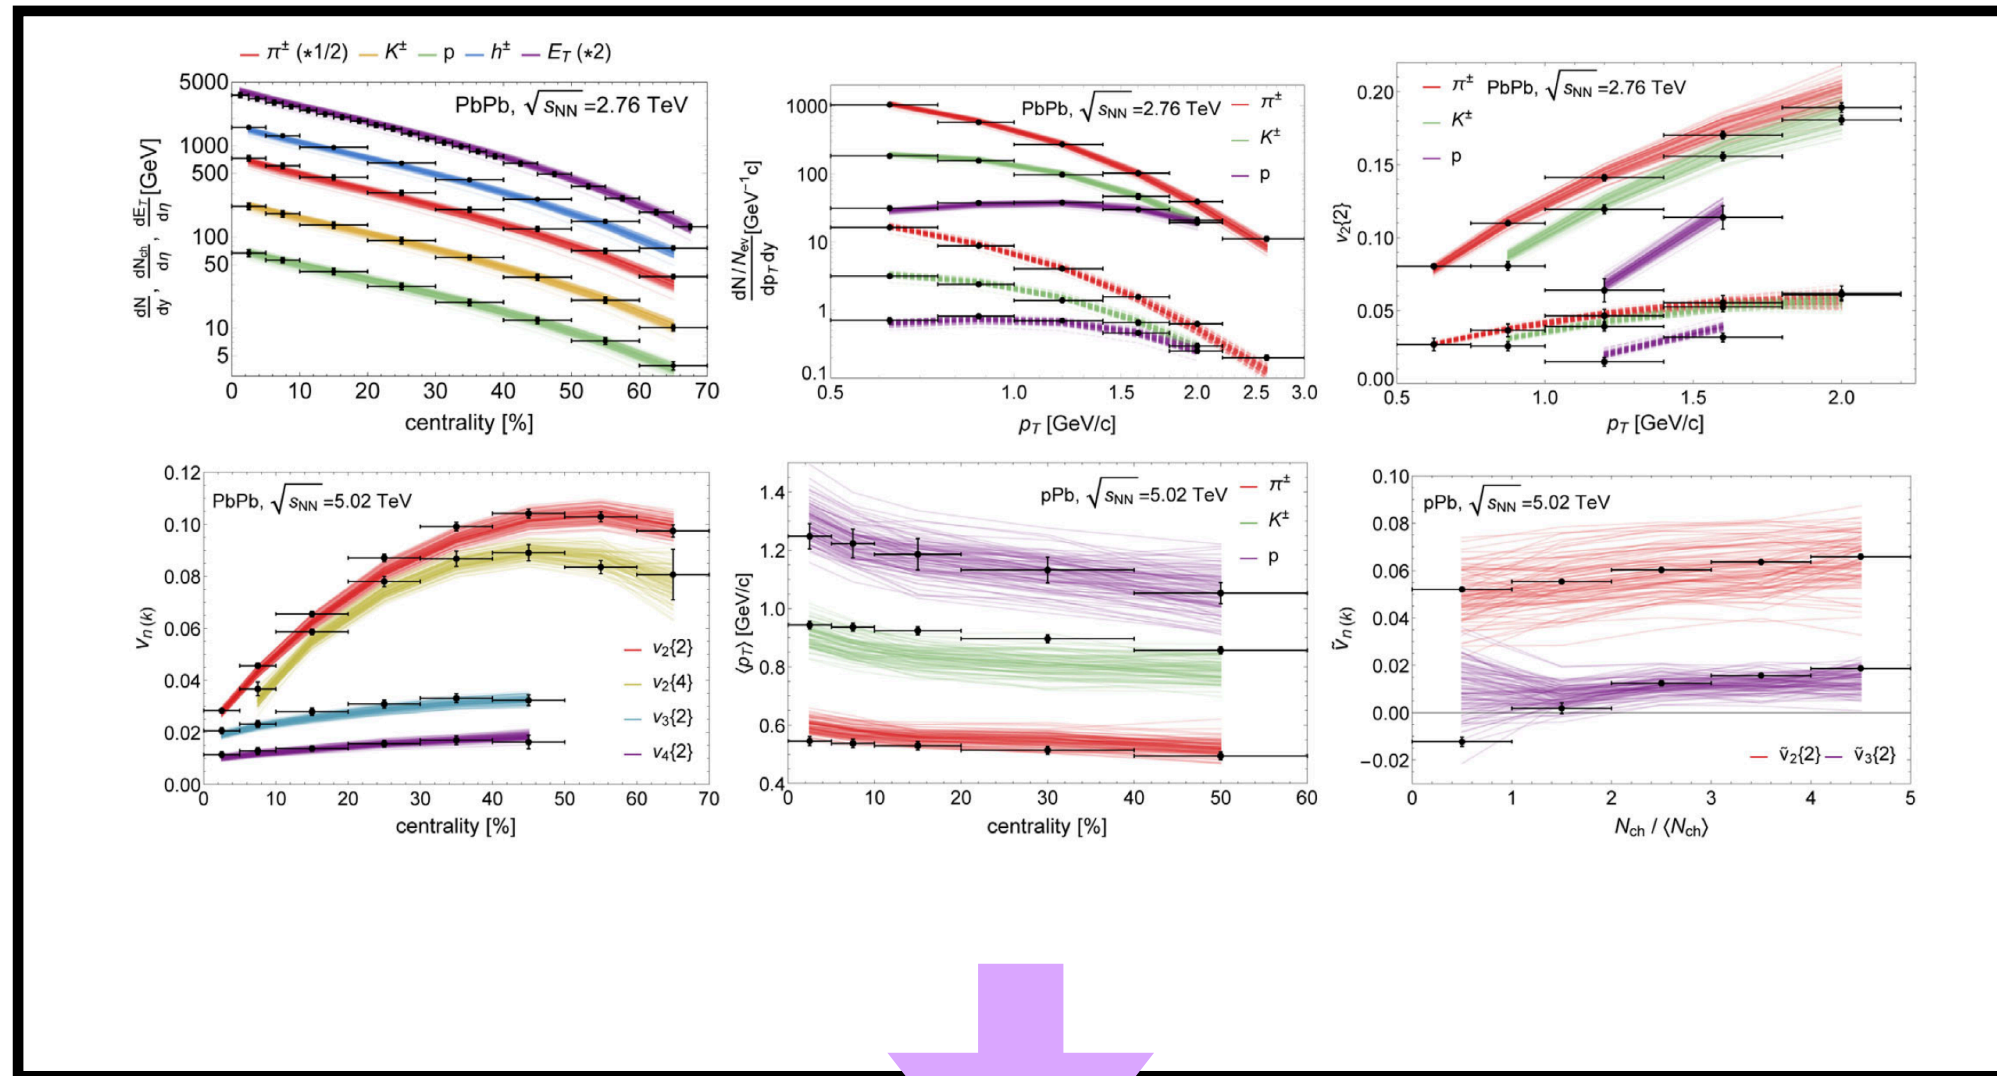 π± (*1/2) K± p h± E_T (*2)
PbPb, √s_NN =2.76 TeV
dN/dy, dN_ch/dη, dE_T/dη [GeV]
5000
1000
500
100
50
10
5
0 10 20 30 40 50 60 70
centrality [%]
PbPb, √s_NN =2.76 TeV
π±
K±
p
dN / N_ev / dp_T dy [GeV⁻¹c]
1000
100
10
1
0.1
0.5 1.0 1.5 2.0 2.5 3.0
p_T [GeV/c]
π± PbPb, √s_NN =2.76 TeV
K±
p
v₂{2}
0.20
0.15
0.10
0.05
0.00
0.5 1.0 1.5 2.0
p_T [GeV/c]
PbPb, √s_NN =5.02 TeV
v_n(k)
0.12
0.10
0.08
0.06
0.04
0.02
0.00
v₂{2}
v₂{4}
v₃{2}
v₄{2}
0 10 20 30 40 50 60 70
centrality [%]
pPb, √s_NN =5.02 TeV
π±
K±
p
⟨p_T⟩ [GeV/c]
1.4
1.2
1.0
0.8
0.6
0.4
0 10 20 30 40 50 60
centrality [%]
pPb, √s_NN =5.02 TeV
ṽ_n(k)
0.10
0.08
0.06
0.04
0.02
0.00
−0.02
ṽ₂{2} ṽ₃{2}
0 1 2 3 4 5
N_ch / ⟨N_ch⟩